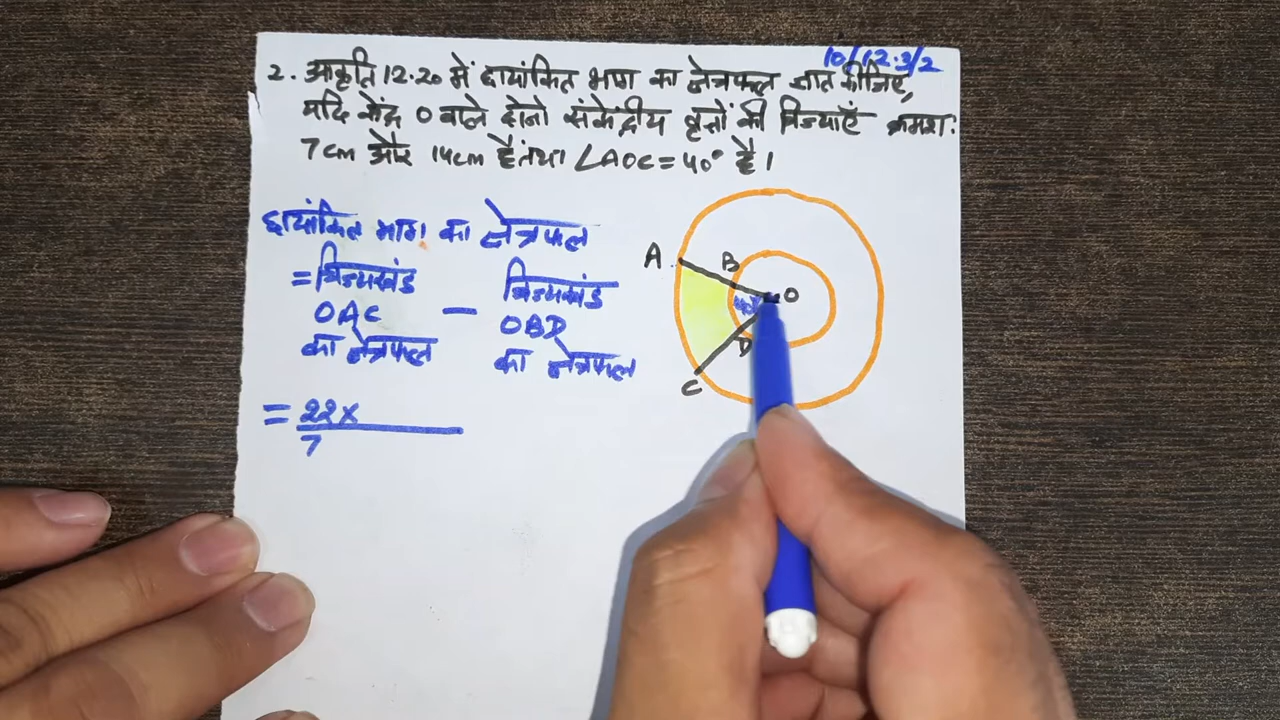 10/12.3/2
2. आकृति 12.20 में छायांकित भाग का क्षेत्रफल ज्ञात कीजिए,
यदि केंद्र O वाले दोनो संकेंद्रीय वृत्तों की त्रिज्याएँ क्रमश:
7cm और 14cm हैं तथा ∠AOC = 40° है।
छायांकित भाग का क्षेत्रफल
= त्रिज्यखंड OAC का क्षेत्रफल - त्रिज्यखंड OBD का क्षेत्रफल
= 22 x
7
A
B
O
40°
D
C